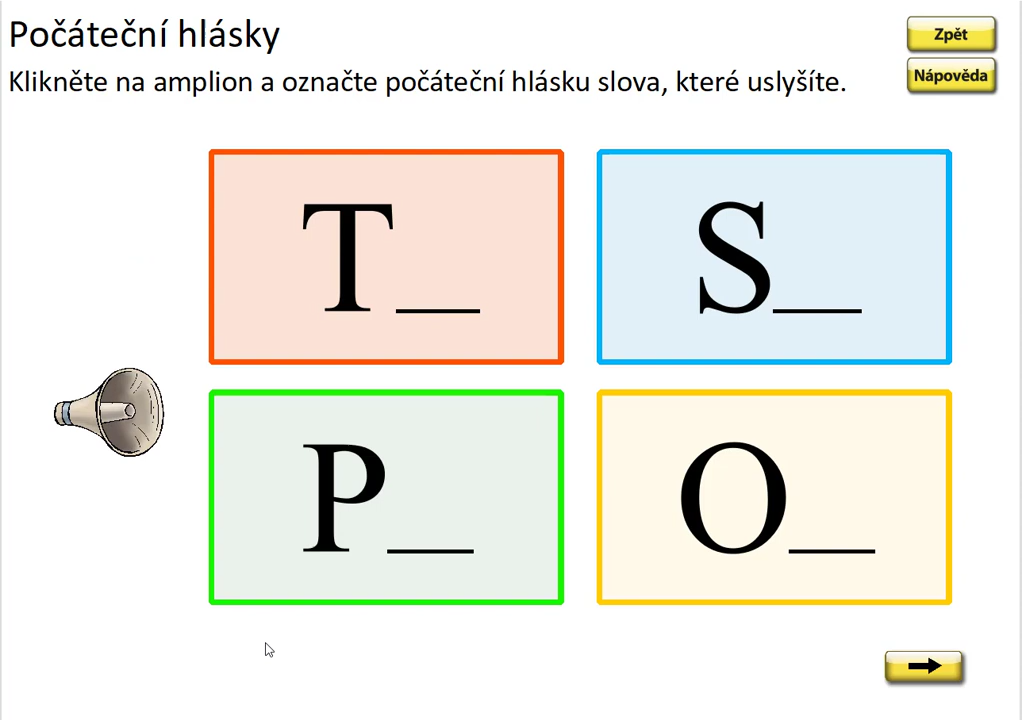 Počáteční hlásky
Zpět
Klikněte na amplion a označte počáteční hlásku slova, které uslyšíte.
Nápověda
T__
S__
P__
O__